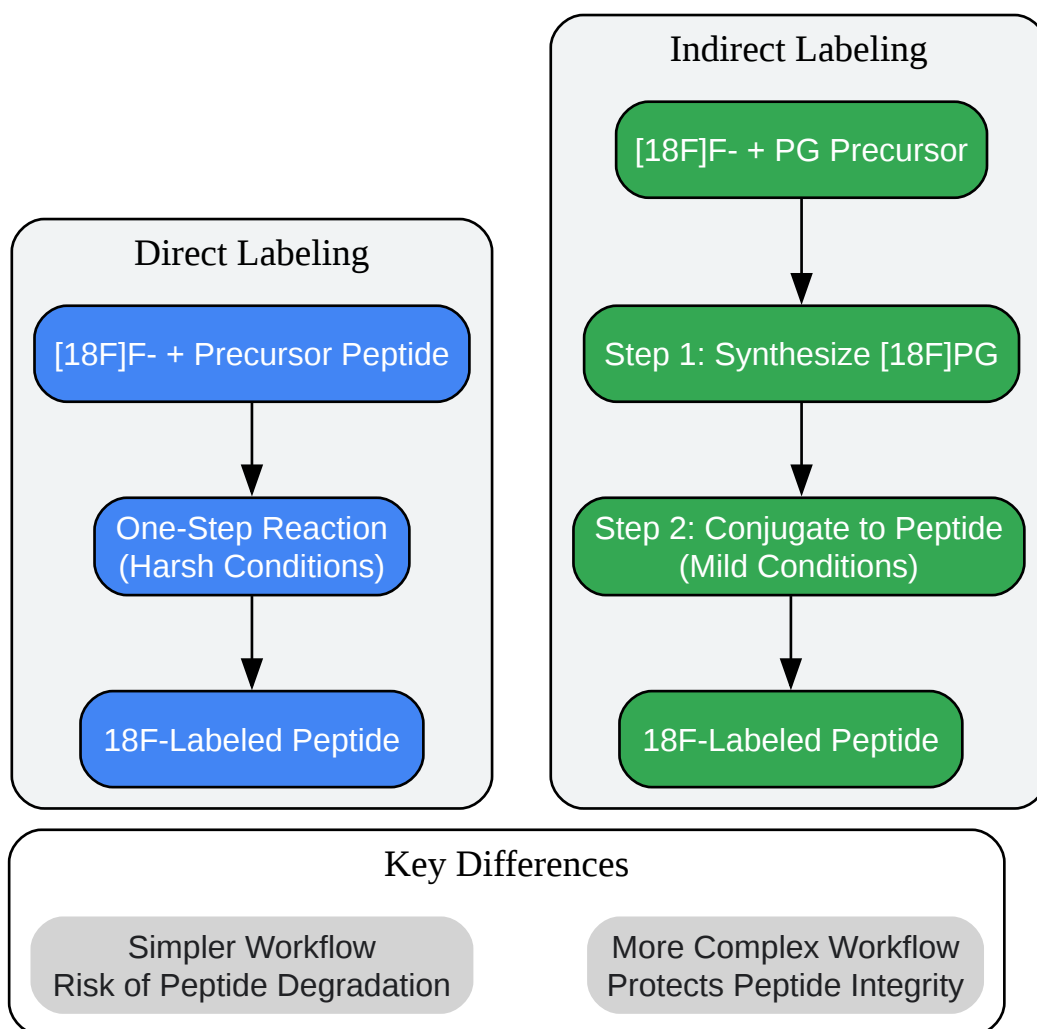 Direct Labeling
[18F]F- + Precursor Peptide
One-Step Reaction
(Harsh Conditions)
18F-Labeled Peptide
Indirect Labeling
[18F]F- + PG Precursor
Step 1: Synthesize [18F]PG
Step 2: Conjugate to Peptide
(Mild Conditions)
18F-Labeled Peptide
Key Differences
Simpler Workflow
Risk of Peptide Degradation
More Complex Workflow
Protects Peptide Integrity